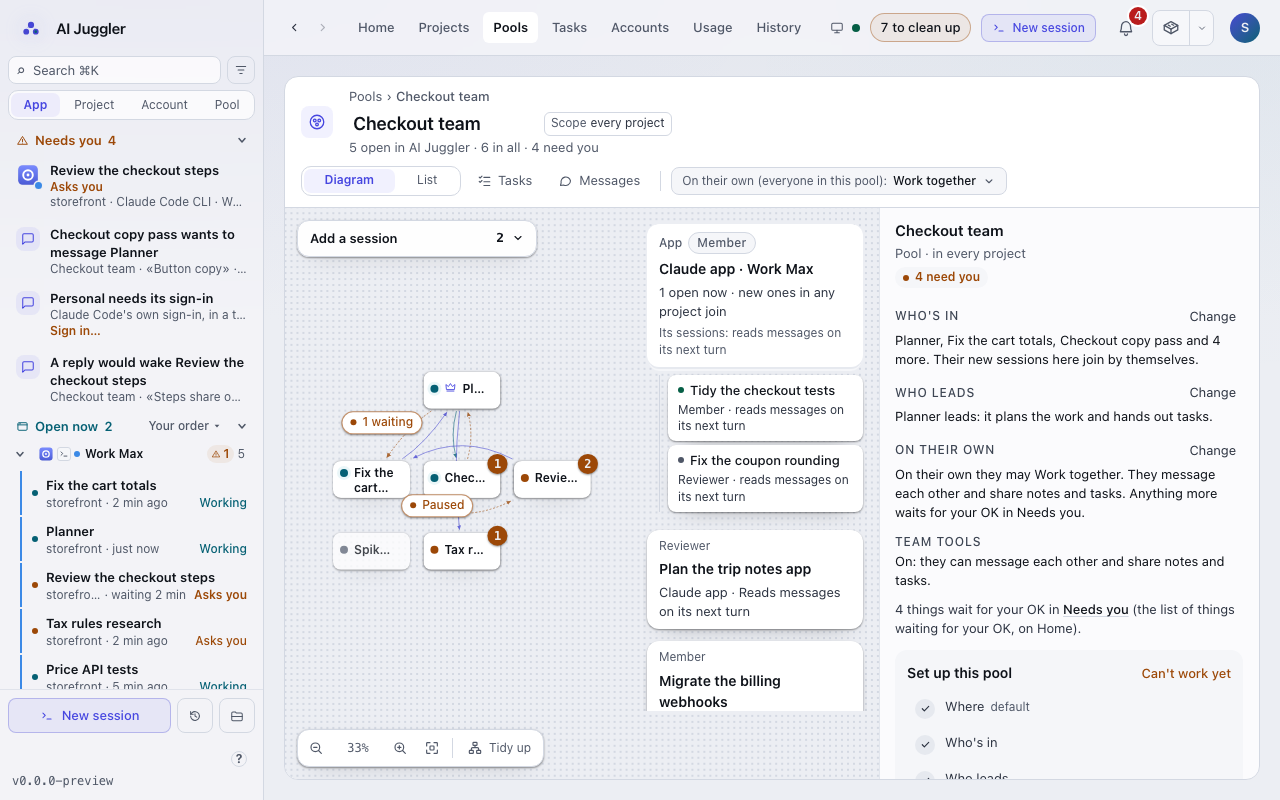 AI Juggler
Search ⌘K
App Project Account Pool
Needs you 4
Review the checkout steps
Asks you
storefront · Claude Code CLI · W…
Checkout copy pass wants to
message Planner
Checkout team · «Button copy» ·…
Personal needs its sign-in
Claude Code's own sign-in, in a t…
Sign in…
A reply would wake Review the
checkout steps
Checkout team · «Steps share o…
Open now 2 Your order
Work Max 1 5
Fix the cart totals
storefront · 2 min ago Working
Planner
storefront · just now Working
Review the checkout steps
storefro… · waiting 2 min Asks you
Tax rules research
storefront · 2 min ago Asks you
Price API tests
storefront · 5 min ago Working
New session
?
v0.0.0-preview
Home Projects Pools Tasks Accounts Usage History
7 to clean up
New session
4
S
Pools › Checkout team
Checkout team
Scope every project
5 open in AI Juggler · 6 in all · 4 need you
Diagram List Tasks Messages
On their own (everyone in this pool): Work together
Add a session 2
Pl…
1 waiting
Fix the
cart…
Chec…
1
Revie…
2
Paused
Spik…
Tax r…
1
33%
Tidy up
App Member
Claude app · Work Max
1 open now · new ones in any
project join
Its sessions: reads messages on
its next turn
Tidy the checkout tests
Member · reads messages on
its next turn
Fix the coupon rounding
Reviewer · reads messages on
its next turn
Reviewer
Plan the trip notes app
Claude app · Reads messages
on its next turn
Member
Migrate the billing
webhooks
Checkout team
Pool · in every project
4 need you
WHO'S IN Change
Planner, Fix the cart totals, Checkout copy pass and 4
more. Their new sessions here join by themselves.
WHO LEADS Change
Planner leads: it plans the work and hands out tasks.
ON THEIR OWN Change
On their own they may Work together. They message
each other and share notes and tasks. Anything more
waits for your OK in Needs you.
TEAM TOOLS
On: they can message each other and share notes and
tasks.
4 things wait for your OK in Needs you (the list of things
waiting for your OK, on Home).
Set up this pool Can't work yet
Where default
Who's in
Who leads